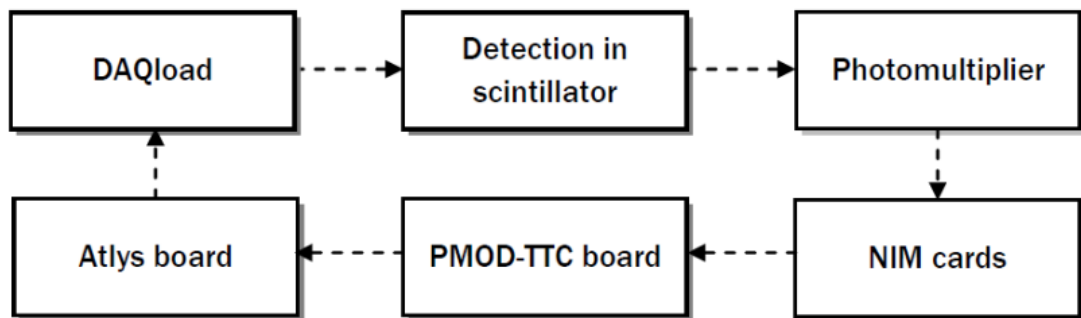 DAQload
Detection in
scintillator
Photomultiplier
Atlys board
PMOD-TTC board
NIM cards